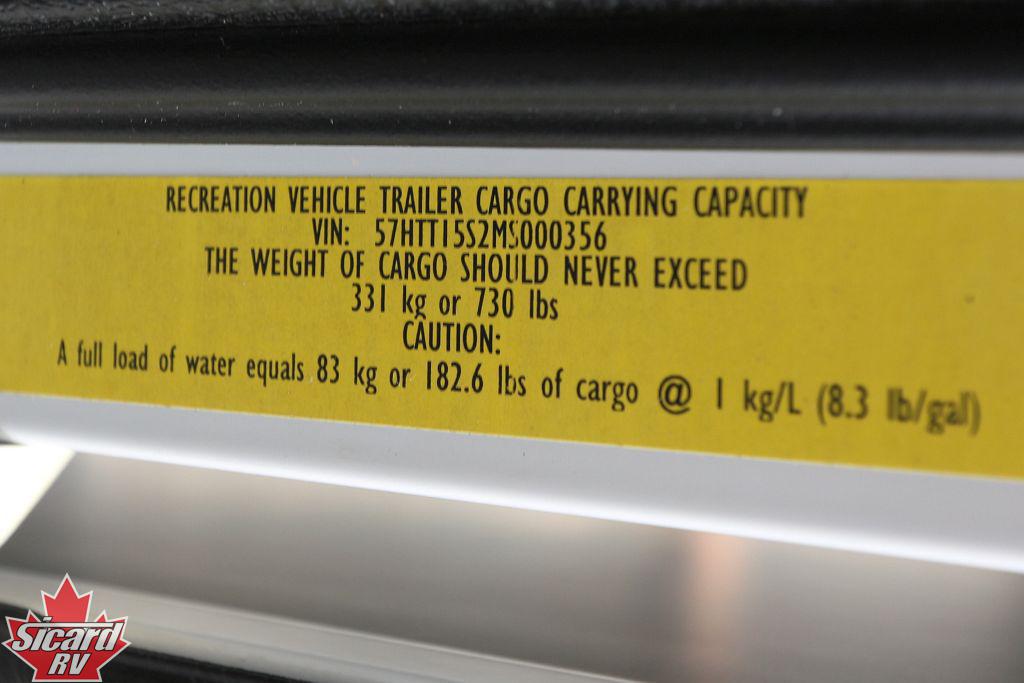 RECREATION VEHICLE TRAILER CARGO CARRYING CAPACITY
VIN: 57HTT15S2MS000356
THE WEIGHT OF CARGO SHOULD NEVER EXCEED
331 kg or 730 lbs
CAUTION:
A full load of water equals 83 kg or 182.6 lbs of cargo @ 1 kg/L (8.3 lb/gal)
Sicard
RV